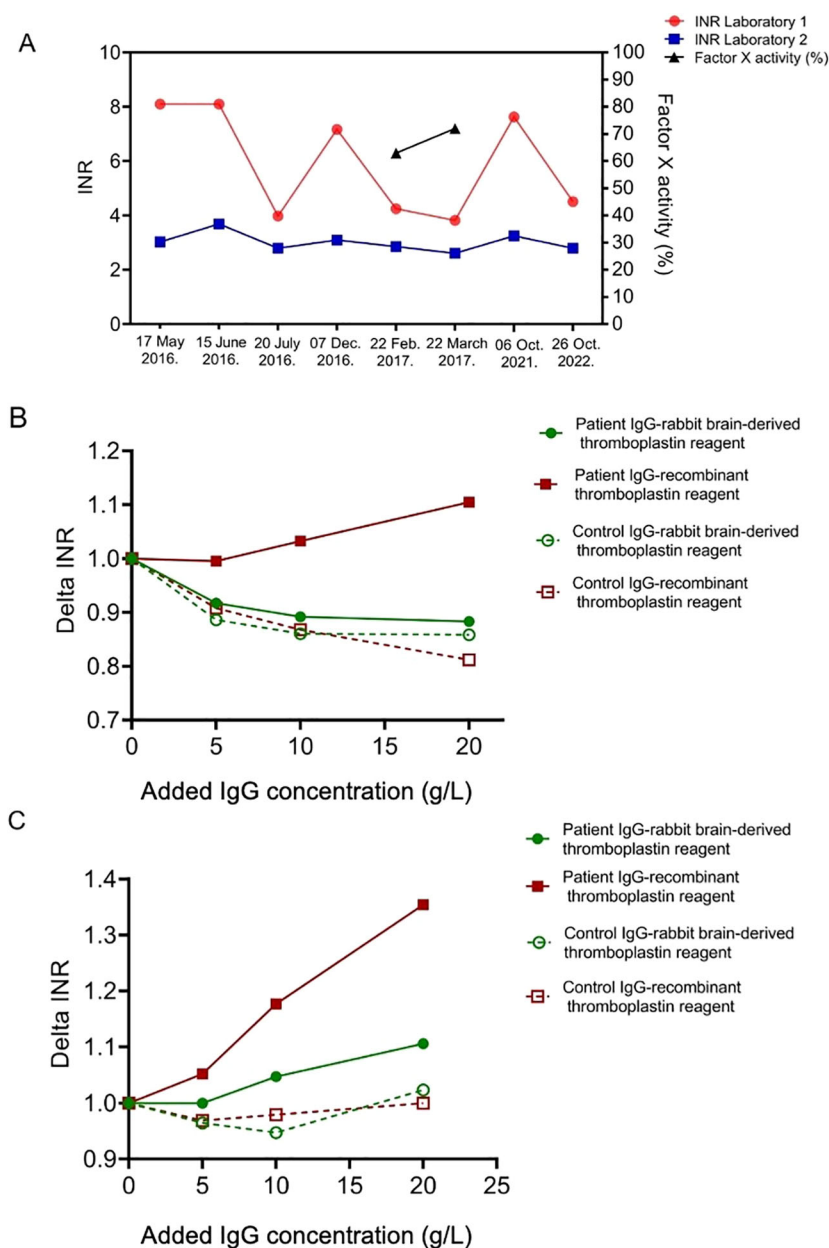 A
INR Laboratory 1
INR Laboratory 2
Factor X activity (%)
10
8
6
4
2
0
INR
100
90
80
70
60
50
40
30
20
10
0
Factor X activity (%)
17 May
2016.
15 June
2016.
20 July
2016.
07 Dec.
2016.
22 Feb.
2017.
22 March
2017.
06 Oct.
2021.
26 Oct.
2022.
B
1.2
1.1
1.0
0.9
0.8
0.7
Delta INR
0
5
10
15
20
Added IgG concentration (g/L)
Patient IgG-rabbit brain-derived
thromboplastin reagent
Patient IgG-recombinant
thromboplastin reagent
Control IgG-rabbit brain-derived
thromboplastin reagent
Control IgG-recombinant
thromboplastin reagent
C
1.4
1.3
1.2
1.1
1.0
0.9
Delta INR
0
5
10
15
20
25
Added IgG concentration (g/L)
Patient IgG-rabbit brain-derived
thromboplastin reagent
Patient IgG-recombinant
thromboplastin reagent
Control IgG-rabbit brain-derived
thromboplastin reagent
Control IgG-recombinant
thromboplastin reagent